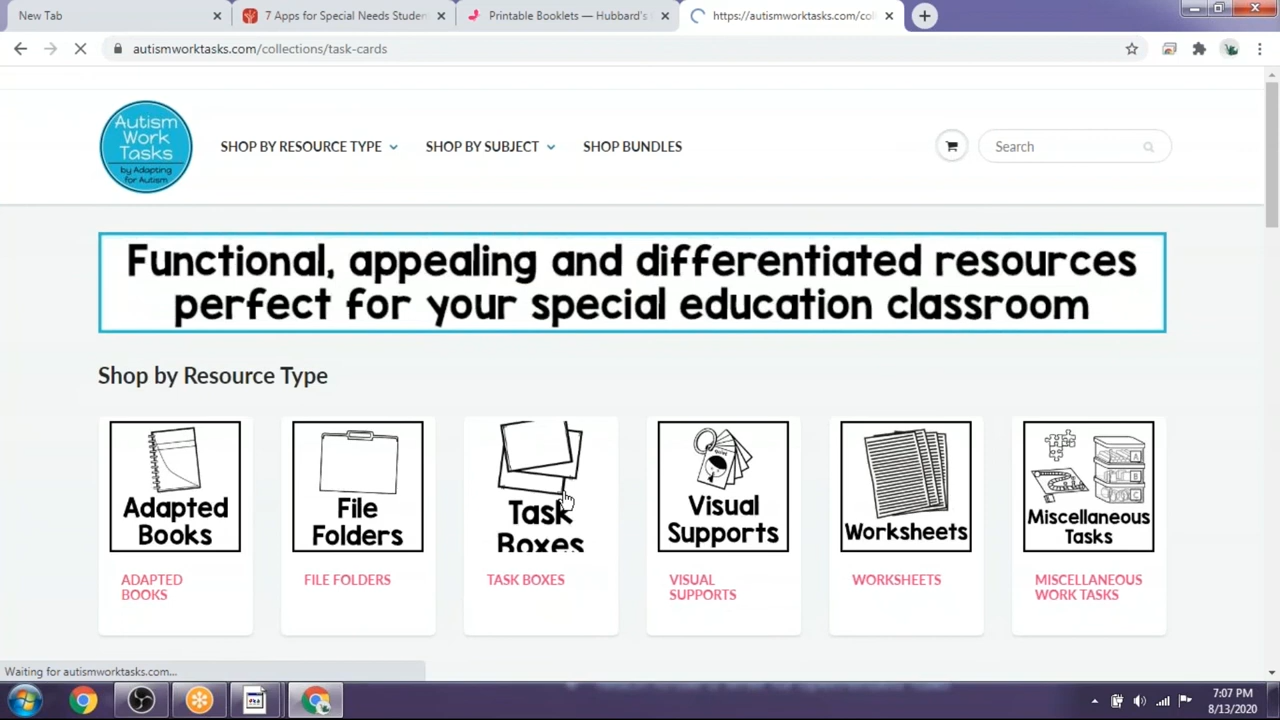 New Tab
7 Apps for Special Needs Studen
Printable Booklets — Hubbard's
https://autismworktasks.com/col
autismworktasks.com/collections/task-cards
Autism
Work
Tasks
by Adapting
for Autism
SHOP BY RESOURCE TYPE
SHOP BY SUBJECT
SHOP BUNDLES
Search
Functional, appealing and differentiated resources
perfect for your special education classroom
Shop by Resource Type
Adapted
Books
File
Folders
Task
Boxes
Visual
Supports
Worksheets
Miscellaneous
Tasks
ADAPTED
BOOKS
FILE FOLDERS
TASK BOXES
VISUAL
SUPPORTS
WORKSHEETS
MISCELLANEOUS
WORK TASKS
Waiting for autismworktasks.com...
7:07 PM
8/13/2020